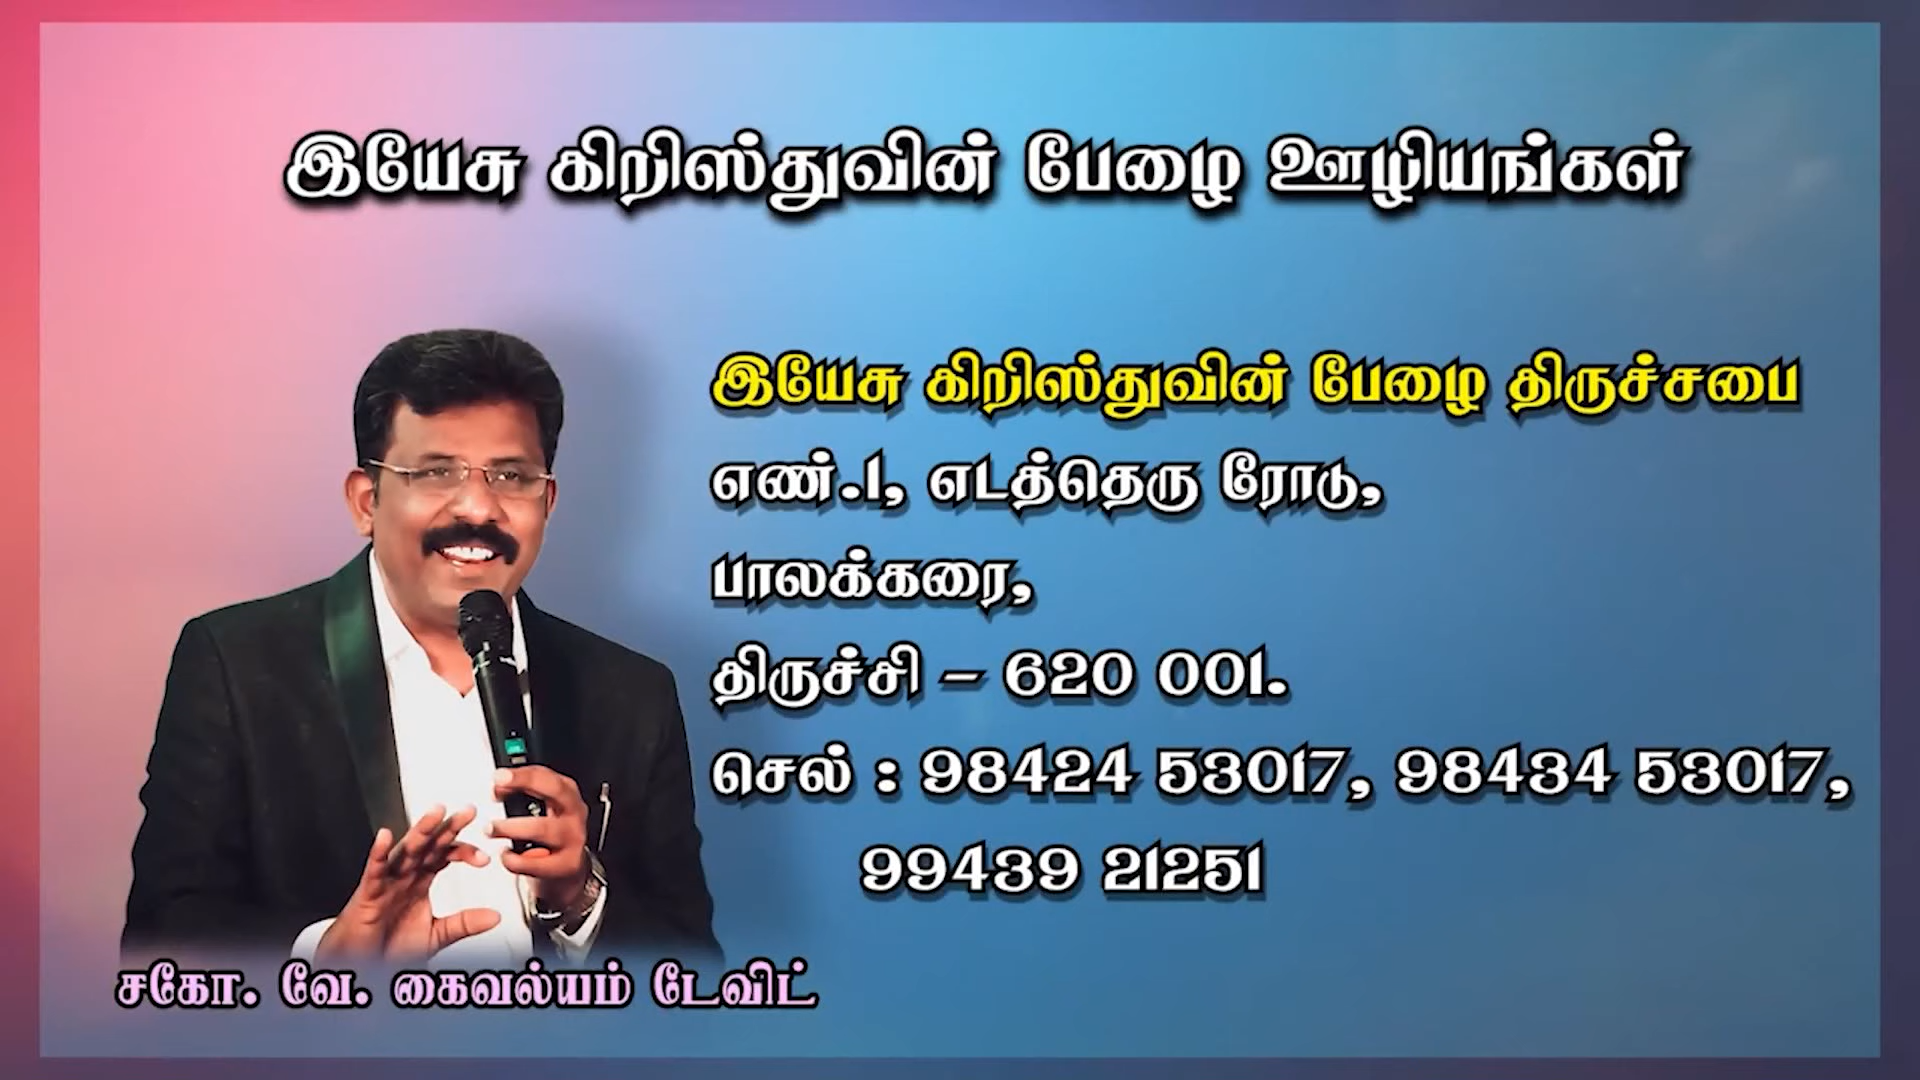 இயேசு கிறிஸ்துவின் பேழை ஊழியங்கள்
இயேசு கிறிஸ்துவின் பேழை திருச்சபை
எண்.1, எடத்தெரு ரோடு,
பாலக்கரை,
திருச்சி – 620 001.
செல் : 98424 53017, 98434 53017,
99439 21251
சகோ. வே. கைவல்யம் டேவிட்